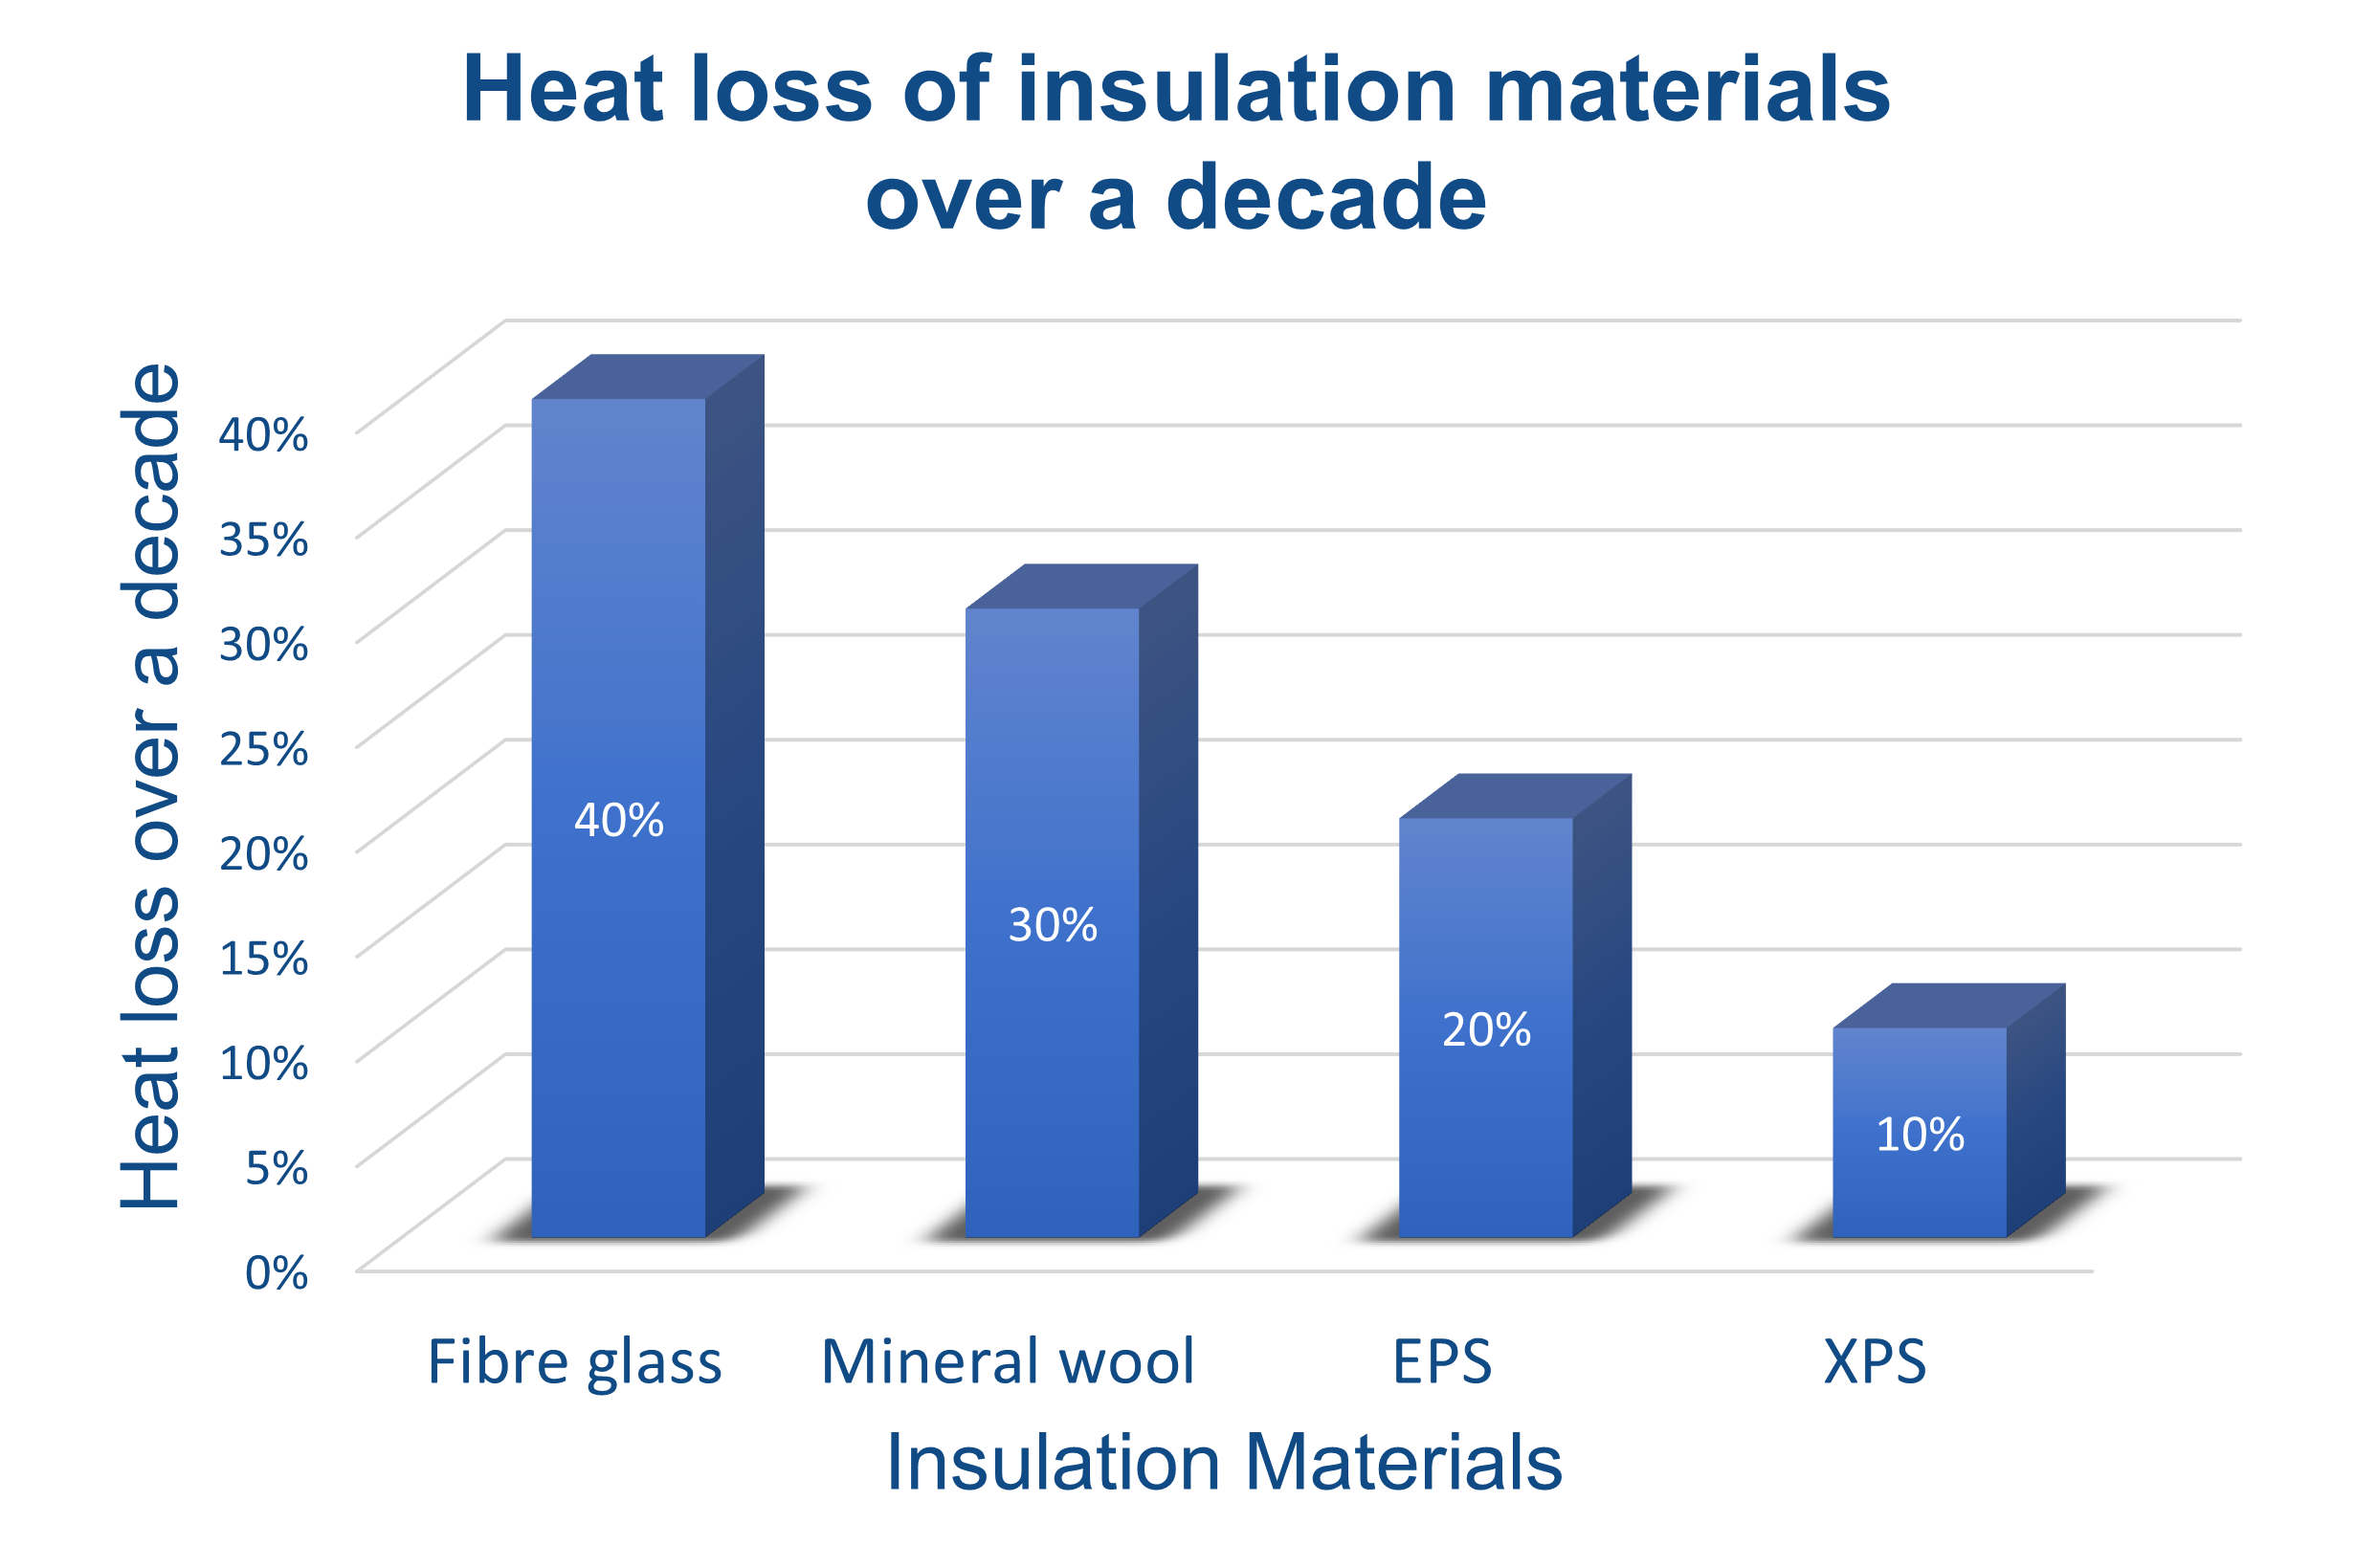 Heat loss of insulation materials
over a decade
Heat loss over a decade
40%
35%
30%
25%
20%
15%
10%
5%
0%
40%
30%
20%
10%
Fibre glass
Mineral wool
EPS
XPS
Insulation Materials